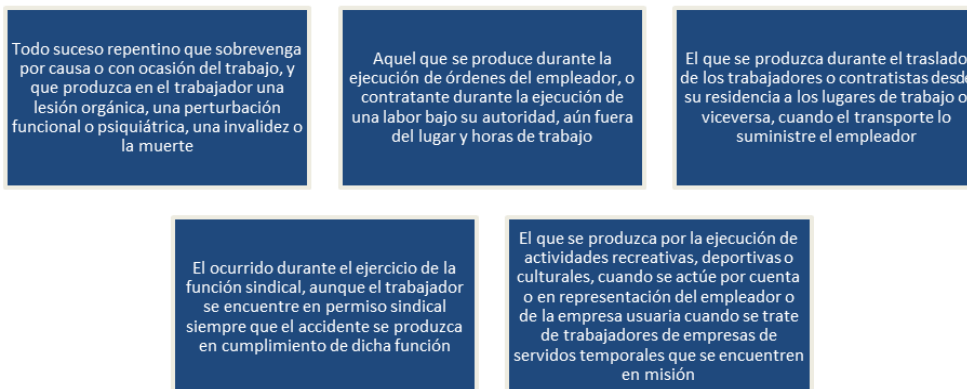 Todo suceso repentino que sobrevenga
por causa o con ocasión del trabajo, y
que produzca en el trabajador una
lesión orgánica, una perturbación
funcional o psiquiátrica, una invalidez o
la muerte
Aquel que se produce durante la
ejecución de órdenes del empleador, o
contratante durante la ejecución de
una labor bajo su autoridad, aún fuera
del lugar y horas de trabajo
El que se produzca durante el traslado
de los trabajadores o contratistas desde
su residencia a los lugares de trabajo o
viceversa, cuando el transporte lo
suministre el empleador
El ocurrido durante el ejercicio de la
función sindical, aunque el trabajador
se encuentre en permiso sindical
siempre que el accidente se produzca
en cumplimiento de dicha función
El que se produzca por la ejecución de
actividades recreativas, deportivas o
culturales, cuando se actúe por cuenta
o en representación del empleador o
de la empresa usuaria cuando se trate
de trabajadores de empresas de
servidos temporales que se encuentren
en misión